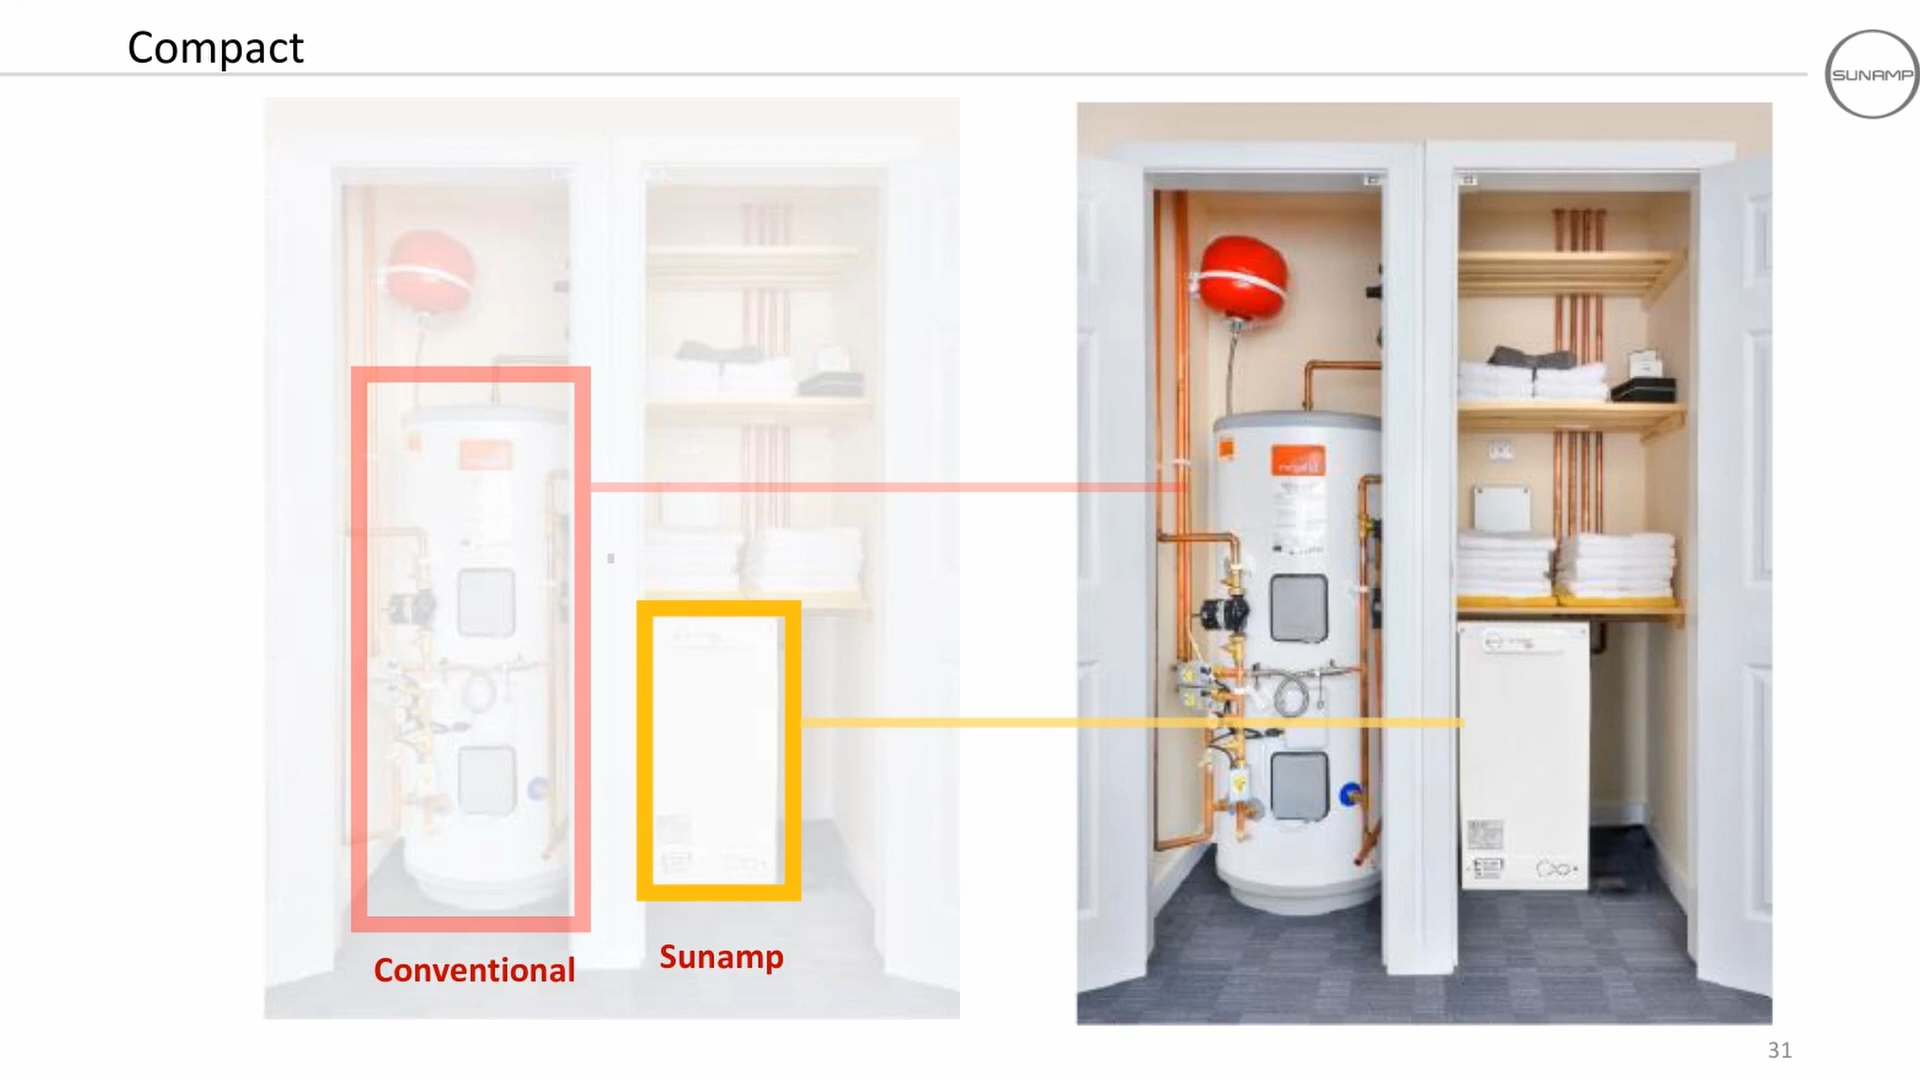 Compact
SUNAMP
Conventional
Sunamp
31